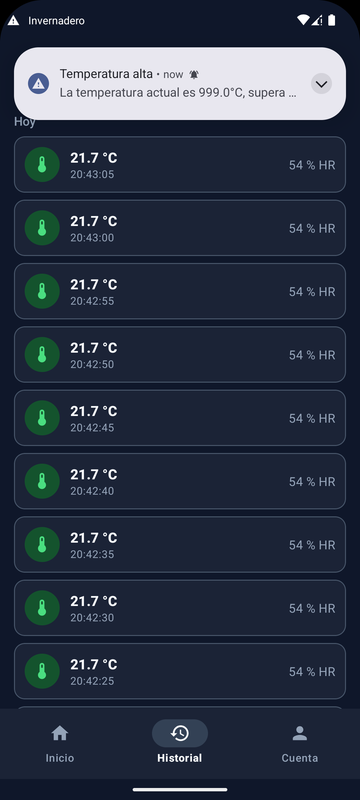 Invernadero
Temperatura alta • now
La temperatura actual es 999.0°C, supera ...
Hoy
21.7 °C
20:43:05
54 % HR
21.7 °C
20:43:00
54 % HR
21.7 °C
20:42:55
54 % HR
21.7 °C
20:42:50
54 % HR
21.7 °C
20:42:45
54 % HR
21.7 °C
20:42:40
54 % HR
21.7 °C
20:42:35
54 % HR
21.7 °C
20:42:30
54 % HR
21.7 °C
20:42:25
54 % HR
Inicio
Historial
Cuenta